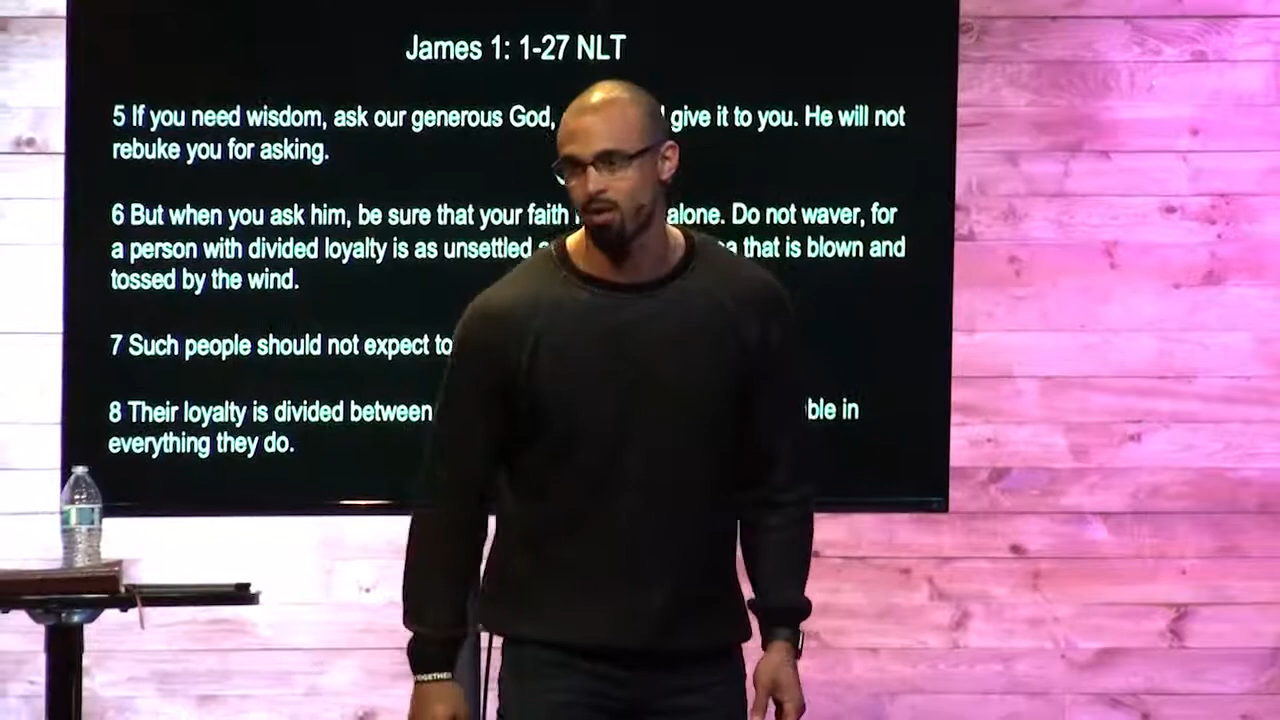 James 1: 1-27 NLT
5 If you need wisdom, ask our generous God, give it to you. He will not
rebuke you for asking.
6 But when you ask him, be sure that your faith alone. Do not waver, for
a person with divided loyalty is as unsettled that is blown and
tossed by the wind.
7 Such people should not expect to
8 Their loyalty is divided between in
everything they do.
TOGETHER